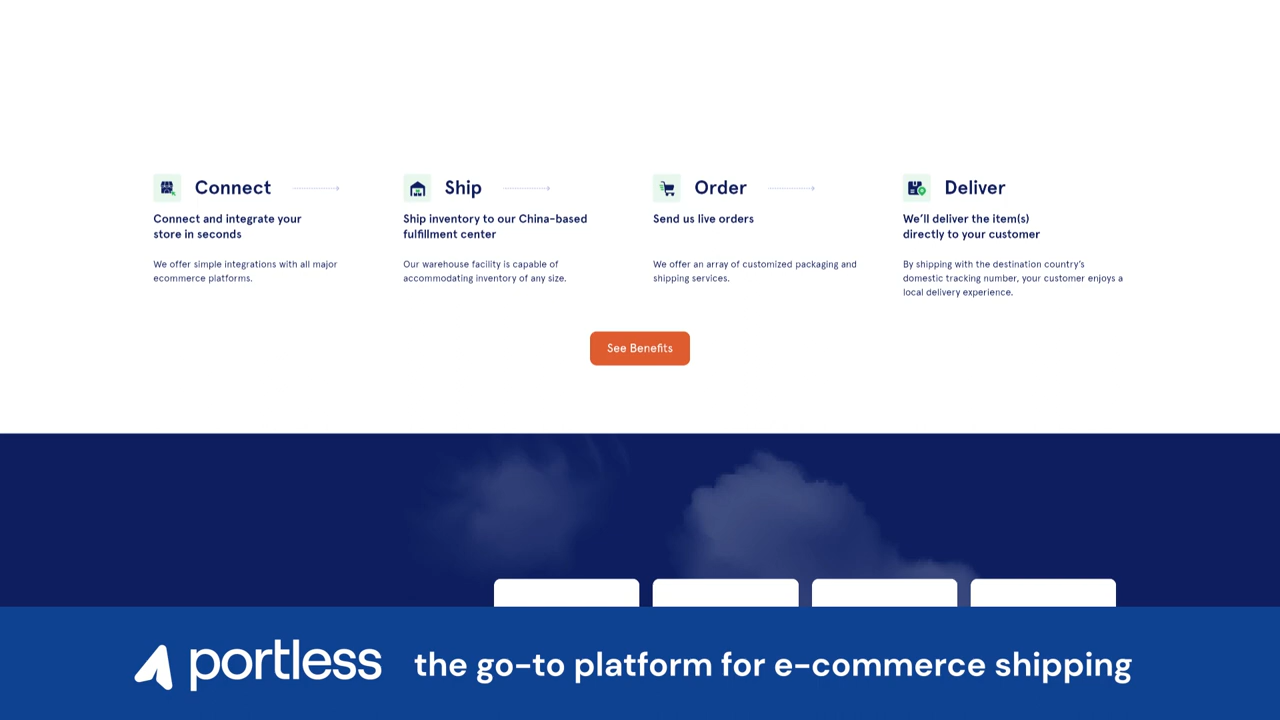 Connect
Connect and integrate your
store in seconds
We offer simple integrations with all major
ecommerce platforms.
Ship
Ship inventory to our China-based
fulfillment center
Our warehouse facility is capable of
accommodating inventory of any size.
Order
Send us live orders
We offer an array of customized packaging and
shipping services.
Deliver
We'll deliver the item(s)
directly to your customer
By shipping with the destination country's
domestic tracking number, your customer enjoys a
local delivery experience.
See Benefits
portless the go-to platform for e-commerce shipping